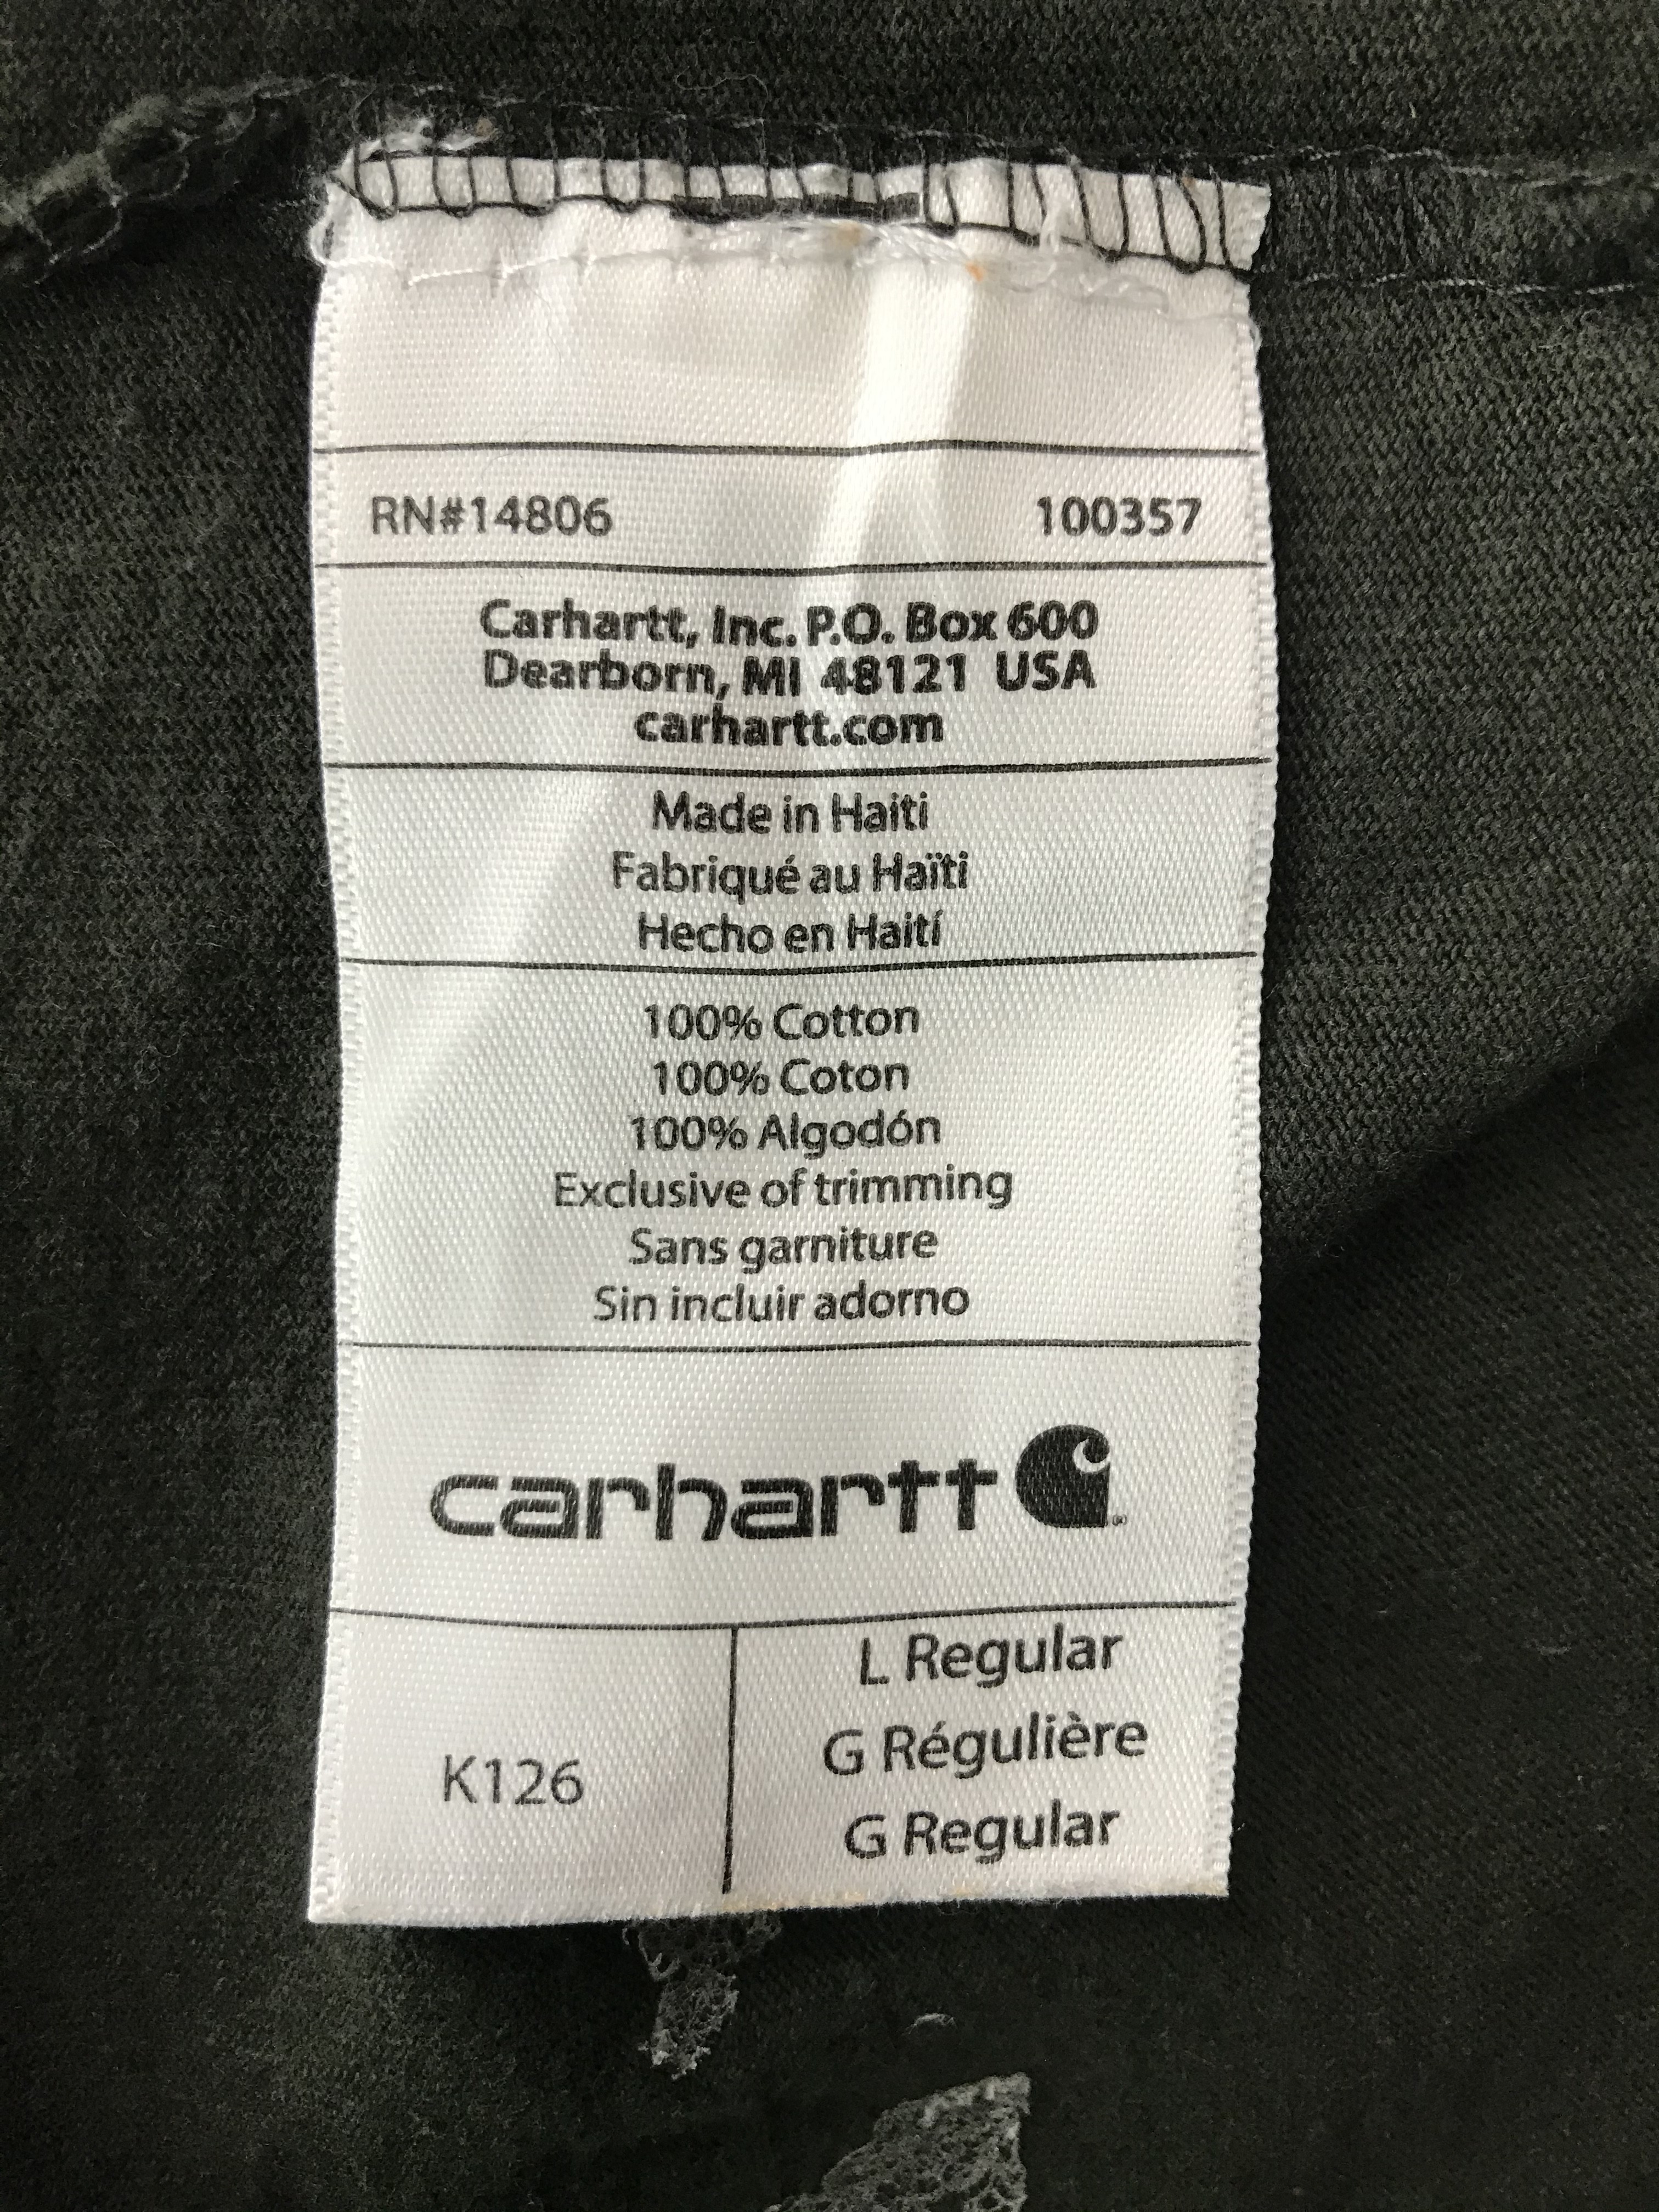 RN#14806 100357
Carhartt, Inc. P.O. Box 600
Dearborn, MI 48121 USA
carhartt.com
Made in Haiti
Fabriqué au Haïti
Hecho en Haití
100% Cotton
100% Coton
100% Algodón
Exclusive of trimming
Sans garniture
Sin incluir adorno
carhartt
K126
L Regular
G Régulière
G Regular